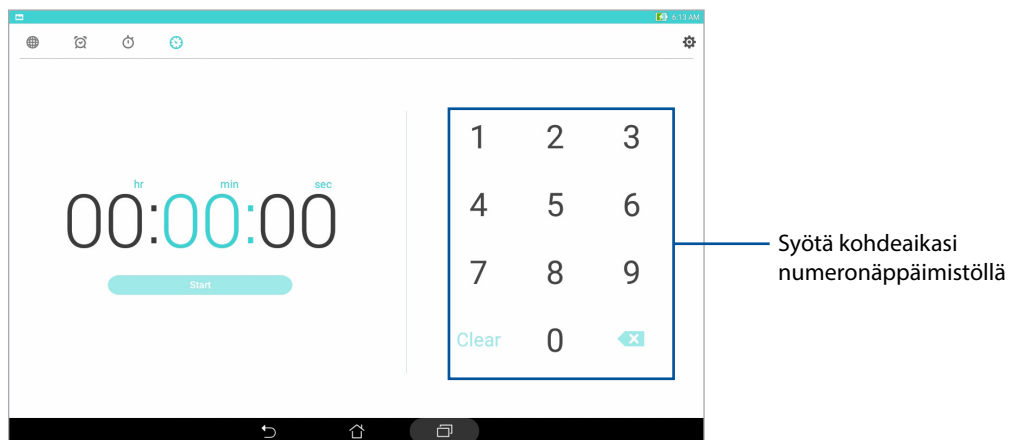 6:13 AM
hr min sec
00:00:00
Start
1 2 3
4 5 6
7 8 9
Clear 0
Syötä kohdeaikasi
numeronäppäimistöllä